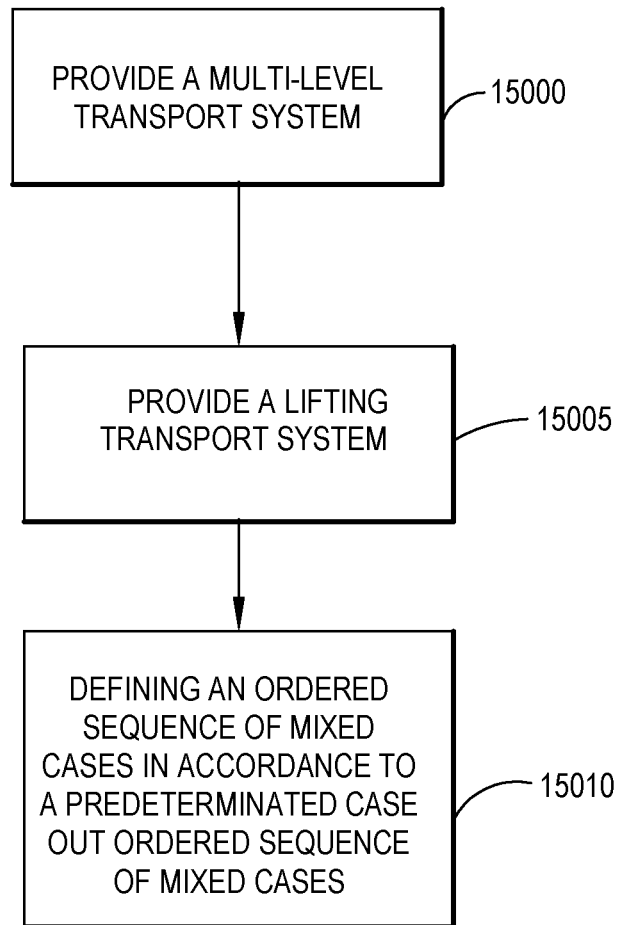 PROVIDE A MULTI-LEVEL
TRANSPORT SYSTEM
15000
PROVIDE A LIFTING
TRANSPORT SYSTEM
15005
DEFINING AN ORDERED
SEQUENCE OF MIXED
CASES IN ACCORDANCE TO
A PREDETERMINATED CASE
OUT ORDERED SEQUENCE
OF MIXED CASES
15010